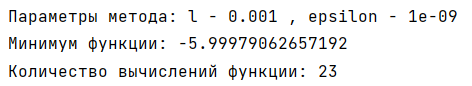 Параметры метода: l - 0.001 , epsilon - 1e-09
Минимум функции: -5.99979062657192
Количество вычислений функции: 23